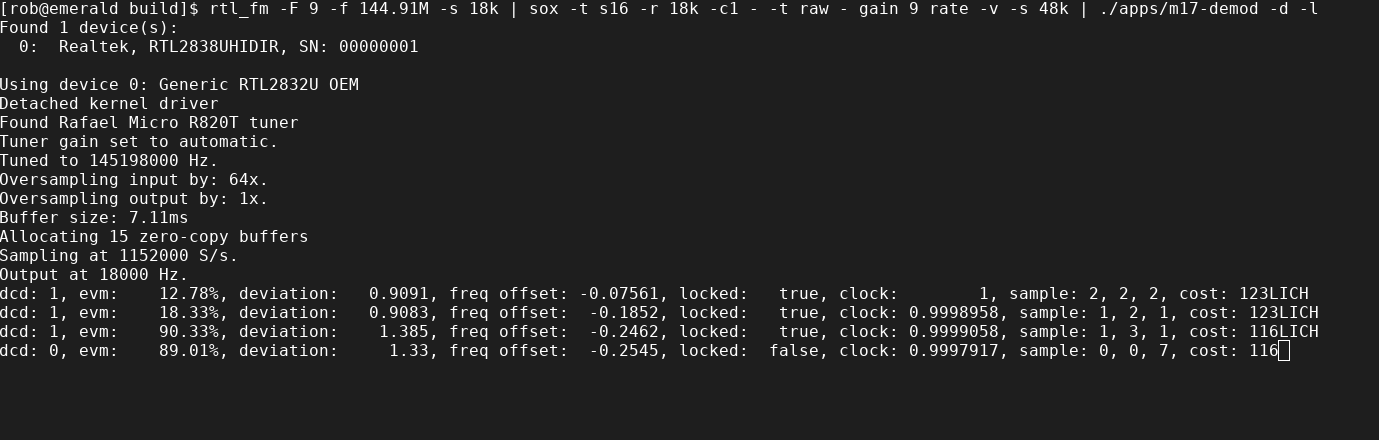 [rob@emerald build]$ rtl_fm -F 9 -f 144.91M -s 18k | sox -t s16 -r 18k -c1 - -t raw - gain 9 rate -v -s 48k | ./apps/m17-demod -d -l
Found 1 device(s):
  0:  Realtek, RTL2838UHIDIR, SN: 00000001

Using device 0: Generic RTL2832U OEM
Detached kernel driver
Found Rafael Micro R820T tuner
Tuner gain set to automatic.
Tuned to 145198000 Hz.
Oversampling input by: 64x.
Oversampling output by: 1x.
Buffer size: 7.11ms
Allocating 15 zero-copy buffers
Sampling at 1152000 S/s.
Output at 18000 Hz.
dcd: 1, evm:    12.78%, deviation:   0.9091, freq offset: -0.07561, locked:   true, clock:        1, sample: 2, 2, 2, cost: 123LICH
dcd: 1, evm:    18.33%, deviation:   0.9083, freq offset:  -0.1852, locked:   true, clock: 0.9998958, sample: 1, 2, 1, cost: 123LICH
dcd: 1, evm:    90.33%, deviation:    1.385, freq offset:  -0.2462, locked:   true, clock: 0.9999058, sample: 1, 3, 1, cost: 116LICH
dcd: 0, evm:    89.01%, deviation:     1.33, freq offset:  -0.2545, locked:  false, clock: 0.9997917, sample: 0, 0, 7, cost: 116